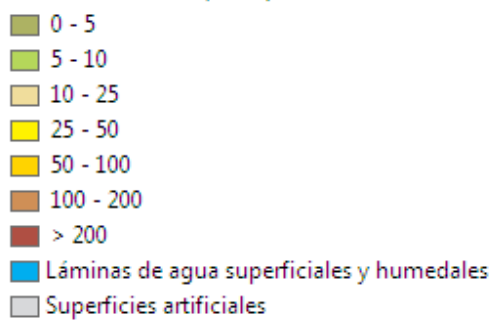 0 - 5
5 - 10
10 - 25
25 - 50
50 - 100
100 - 200
> 200
Láminas de agua superficiales y humedales
Superficies artificiales